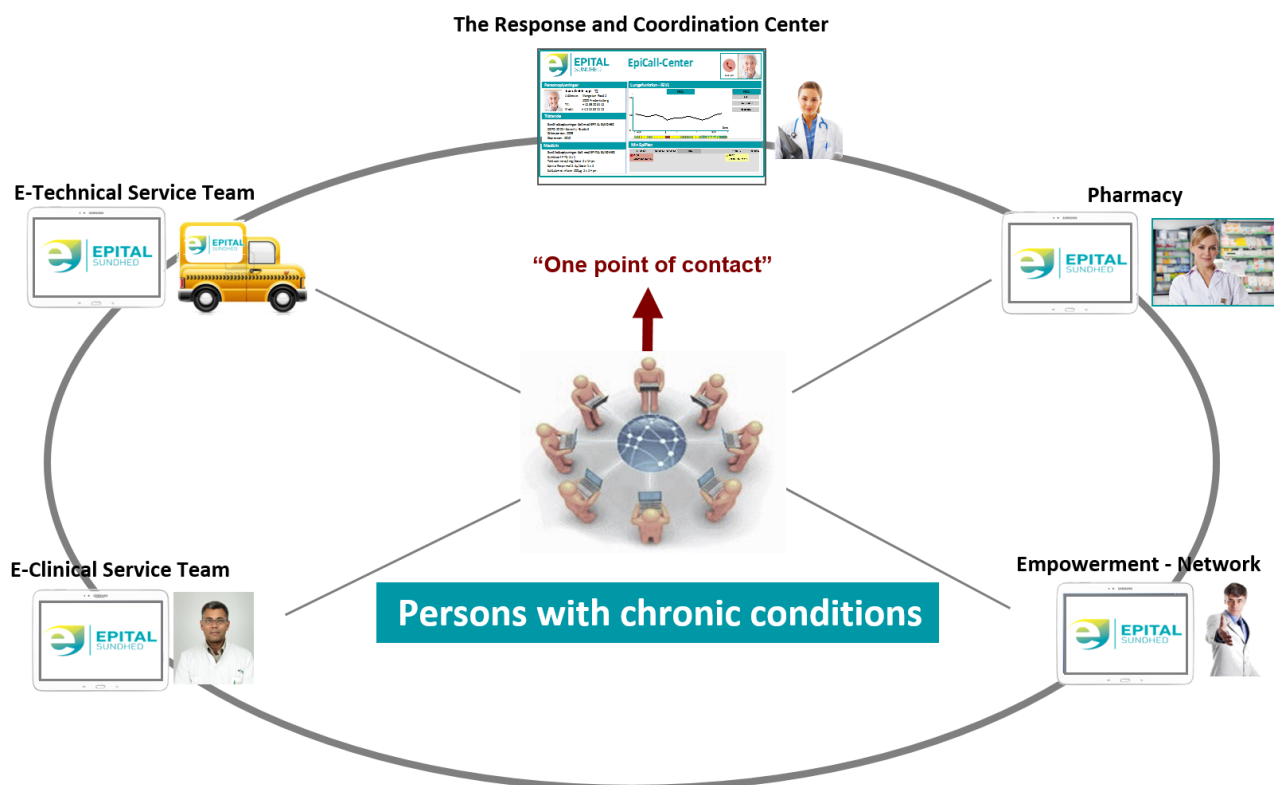 The Response and Coordination Center
EPITAL
SUNDHED
EpiCall-Center
E-Technical Service Team
EPITAL
SUNDHED
Pharmacy
EPITAL
SUNDHED
“One point of contact”
E-Clinical Service Team
EPITAL
SUNDHED
Empowerment - Network
EPITAL
SUNDHED
Persons with chronic conditions